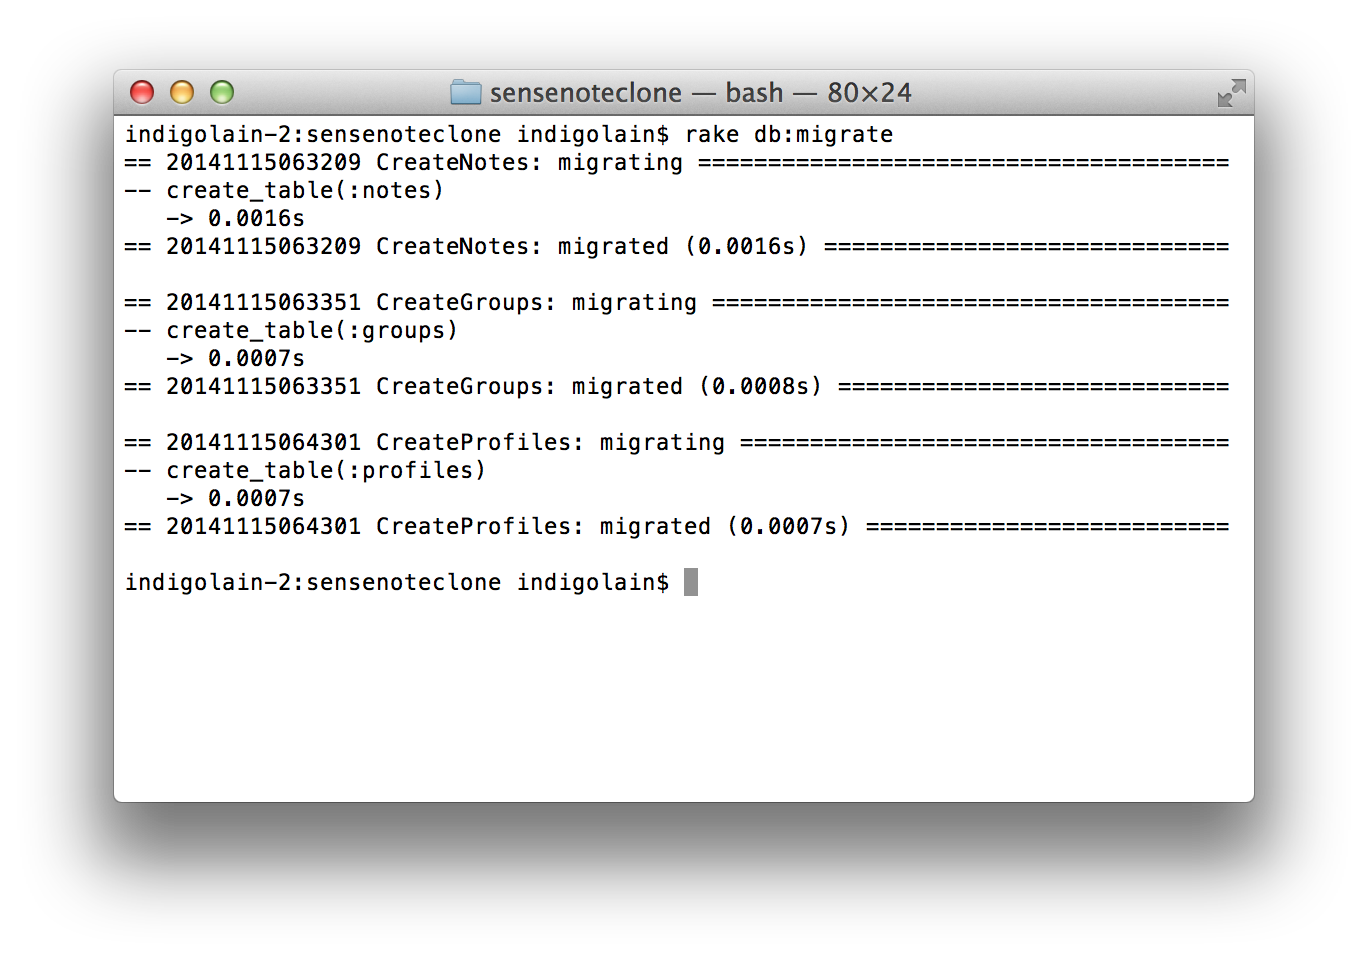 sensenoteclone — bash — 80×24
indigolain-2:sensenoteclone indigolain$ rake db:migrate
== 20141115063209 CreateNotes: migrating ======================================
-- create_table(:notes)
   -> 0.0016s
== 20141115063209 CreateNotes: migrated (0.0016s) =============================

== 20141115063351 CreateGroups: migrating =====================================
-- create_table(:groups)
   -> 0.0007s
== 20141115063351 CreateGroups: migrated (0.0008s) ============================

== 20141115064301 CreateProfiles: migrating ===================================
-- create_table(:profiles)
   -> 0.0007s
== 20141115064301 CreateProfiles: migrated (0.0007s) ==========================

indigolain-2:sensenoteclone indigolain$